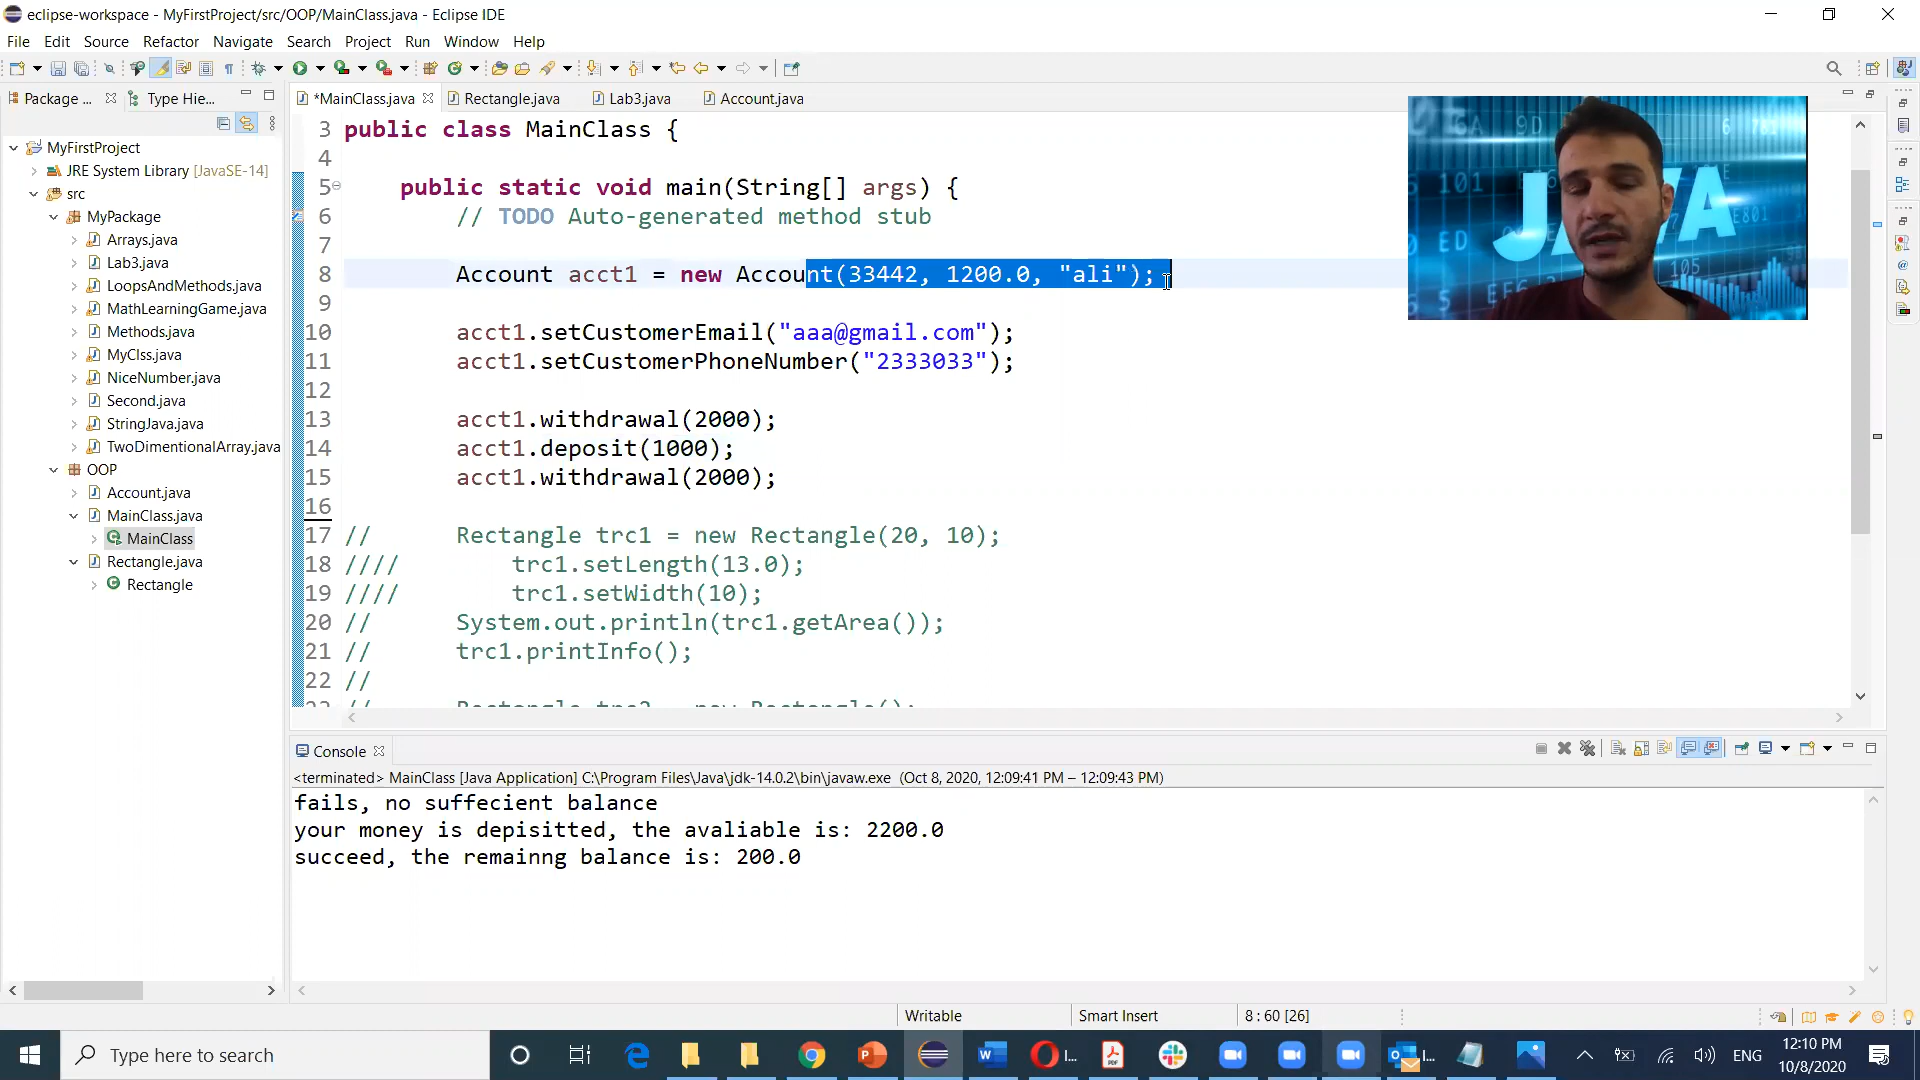 eclipse-workspace - MyFirstProject/src/OOP/MainClass.java - Eclipse IDE
File Edit Source Refactor Navigate Search Project Run Window Help
Package ... Type Hie...
*MainClass.java Rectangle.java Lab3.java Account.java
MyFirstProject
JRE System Library [JavaSE-14]
src
MyPackage
Arrays.java
Lab3.java
LoopsAndMethods.java
MathLearningGame.java
Methods.java
MyClss.java
NiceNumber.java
Second.java
StringJava.java
TwoDimentionalArray.java
OOP
Account.java
MainClass.java
MainClass
Rectangle.java
Rectangle
3 public class MainClass {
4
5 public static void main(String[] args) {
6 // TODO Auto-generated method stub
7
8 Account acct1 = new Account(33442, 1200.0, "ali");
9
10 acct1.setCustomerEmail("aaa@gmail.com");
11 acct1.setCustomerPhoneNumber("2333033");
12
13 acct1.withdrawal(2000);
14 acct1.deposit(1000);
15 acct1.withdrawal(2000);
16
17 // Rectangle trc1 = new Rectangle(20, 10);
18 //// trc1.setLength(13.0);
19 //// trc1.setWidth(10);
20 // System.out.println(trc1.getArea());
21 // trc1.printInfo();
22 //
23 // Rectangle trc2 = new Rectangle();
JAVA
Console
<terminated> MainClass [Java Application] C:\Program Files\Java\jdk-14.0.2\bin\javaw.exe (Oct 8, 2020, 12:09:41 PM – 12:09:43 PM)
fails, no suffecient balance
your money is depisitted, the avaliable is: 2200.0
succeed, the remainng balance is: 200.0
Writable Smart Insert 8 : 60 [26]
Type here to search
ENG
12:10 PM
10/8/2020